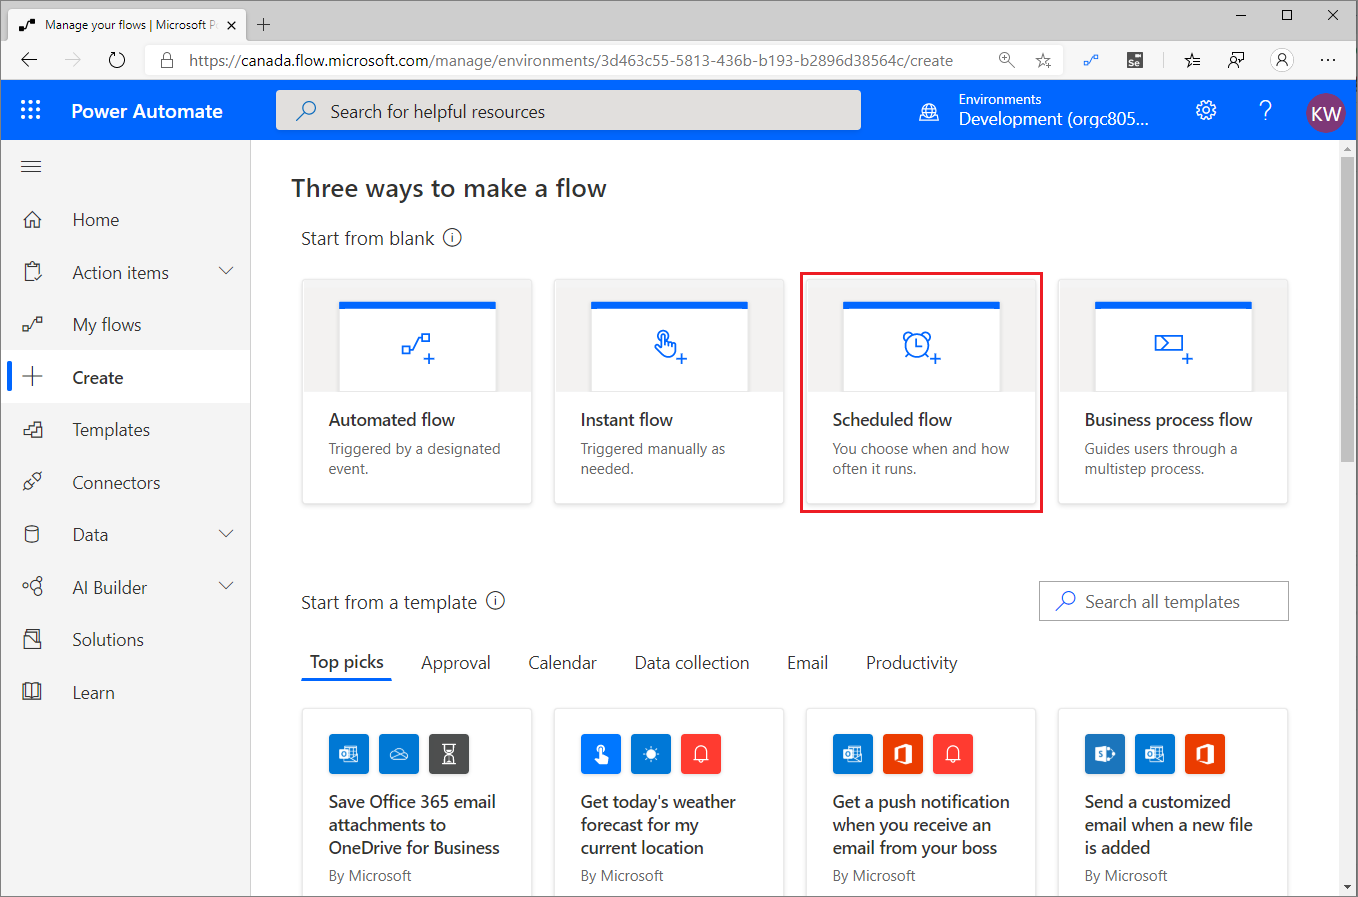 Manage your flows | Microsoft P
https://canada.flow.microsoft.com/manage/environments/3d463c55-5813-436b-b193-b2896d38564c/create
Se
Power Automate
Search for helpful resources
Environments
Development (orgc805...
?
KW
Home
Action items
My flows
Create
Templates
Connectors
Data
AI Builder
Solutions
Learn
Three ways to make a flow
Start from blank
Automated flow
Triggered by a designated
event.
Instant flow
Triggered manually as
needed.
Scheduled flow
You choose when and how
often it runs.
Business process flow
Guides users through a
multistep process.
Start from a template
Search all templates
Top picks
Approval
Calendar
Data collection
Email
Productivity
Save Office 365 email
attachments to
OneDrive for Business
By Microsoft
Get today's weather
forecast for my
current location
By Microsoft
Get a push notification
when you receive an
email from your boss
By Microsoft
Send a customized
email when a new file
is added
By Microsoft